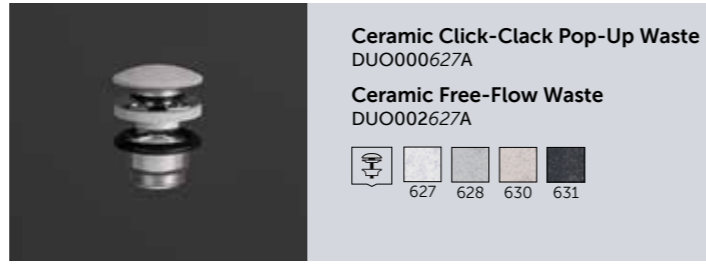 Ceramic Click-Clack Pop-Up Waste
DUO000627A
Ceramic Free-Flow Waste
DUO002627A
627 628 630 631